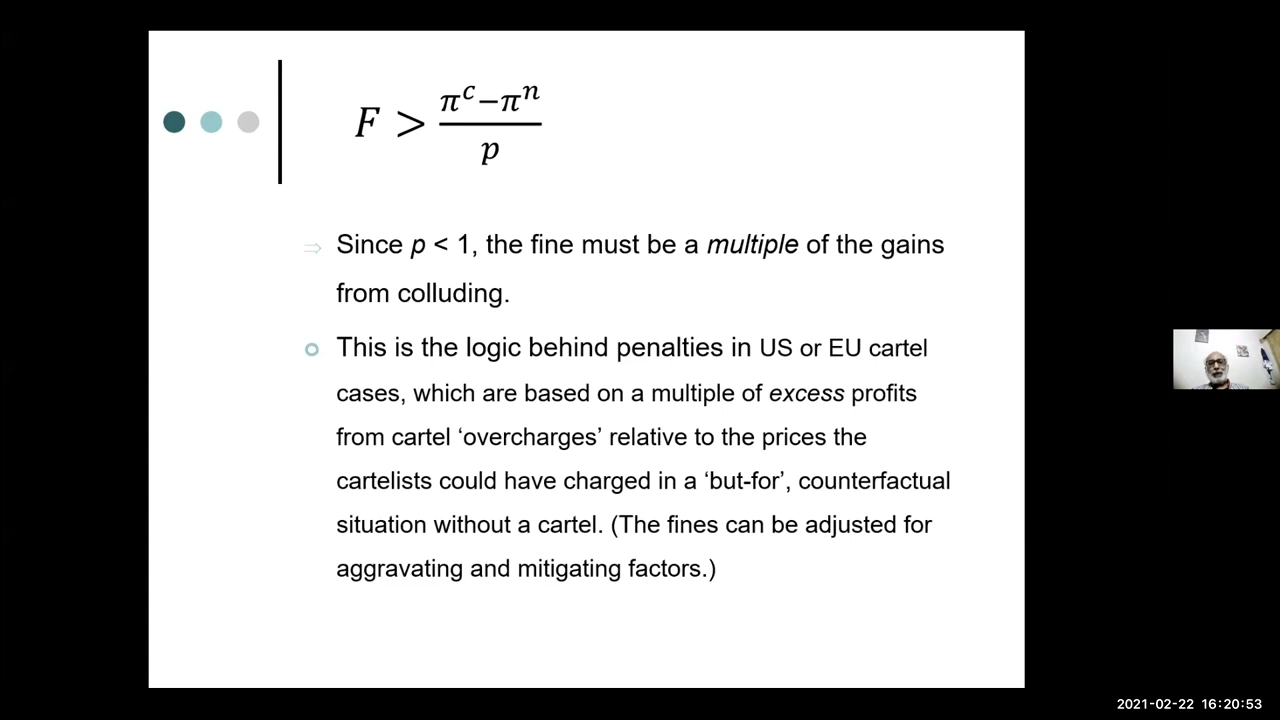 F > (π^c − π^n) / p
⇒ Since p < 1, the fine must be a multiple of the gains
from colluding.
This is the logic behind penalties in US or EU cartel
cases, which are based on a multiple of excess profits
from cartel ‘overcharges’ relative to the prices the
cartelists could have charged in a ‘but-for’, counterfactual
situation without a cartel. (The fines can be adjusted for
aggravating and mitigating factors.)
2021-02-22 16:20:53